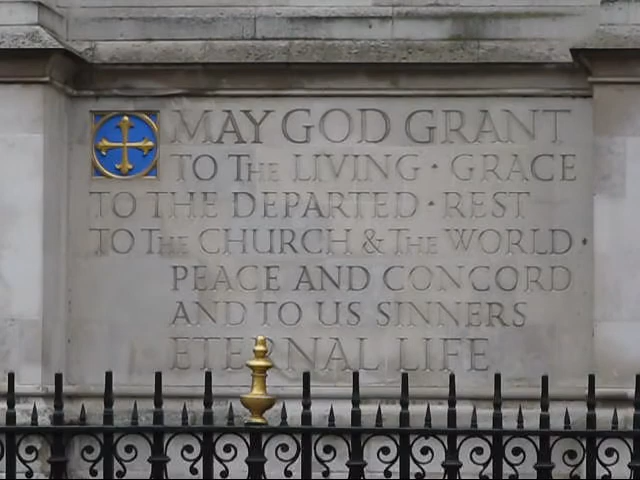 MAY GOD GRANT
TO THE LIVING · GRACE
TO THE DEPARTED · REST
TO THE CHURCH & THE WORLD ·
PEACE AND CONCORD
AND TO US SINNERS
ETERNAL LIFE